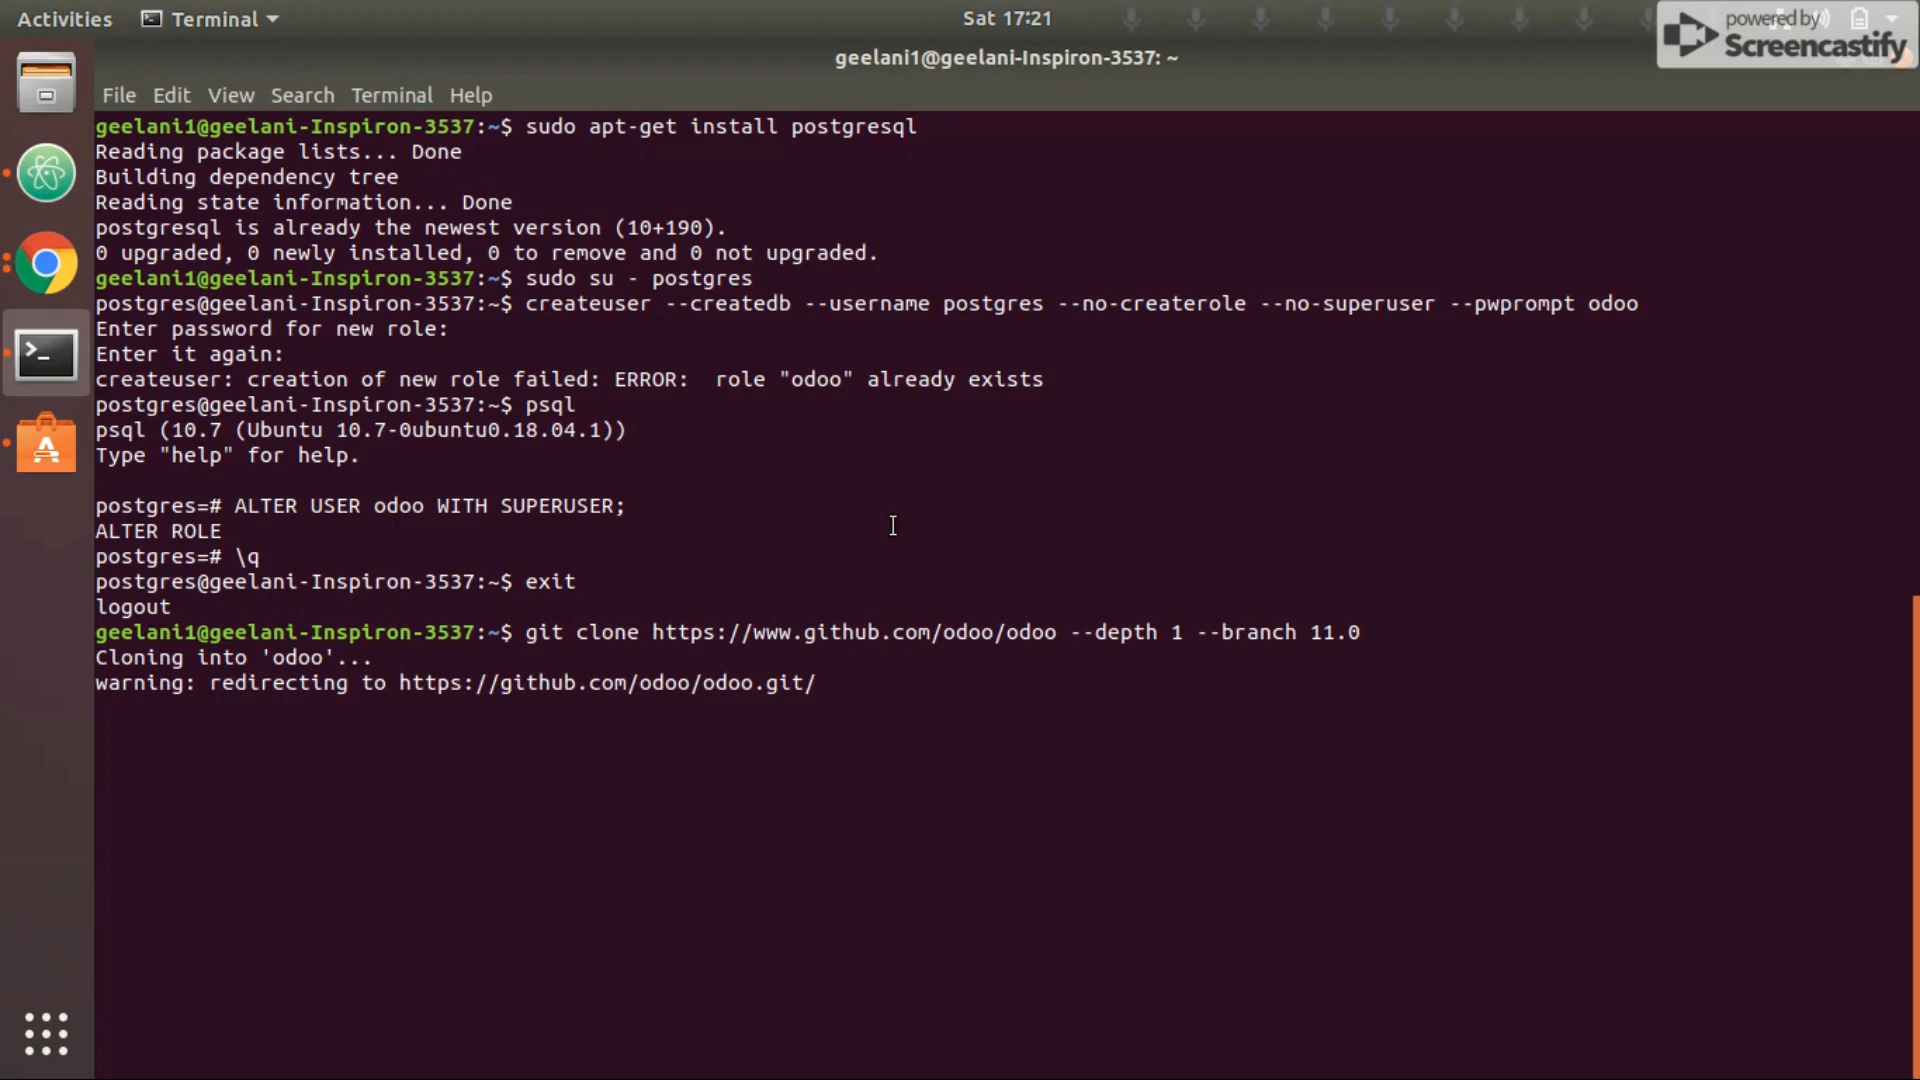 Activities Terminal Sat 17:21
powered by
Screencastify
geelani1@geelani-Inspiron-3537: ~
File Edit View Search Terminal Help
geelani1@geelani-Inspiron-3537:~$ sudo apt-get install postgresql
Reading package lists... Done
Building dependency tree
Reading state information... Done
postgresql is already the newest version (10+190).
0 upgraded, 0 newly installed, 0 to remove and 0 not upgraded.
geelani1@geelani-Inspiron-3537:~$ sudo su - postgres
postgres@geelani-Inspiron-3537:~$ createuser --createdb --username postgres --no-createrole --no-superuser --pwprompt odoo
Enter password for new role:
Enter it again:
createuser: creation of new role failed: ERROR:  role "odoo" already exists
postgres@geelani-Inspiron-3537:~$ psql
psql (10.7 (Ubuntu 10.7-0ubuntu0.18.04.1))
Type "help" for help.
postgres=# ALTER USER odoo WITH SUPERUSER;
ALTER ROLE
postgres=# \q
postgres@geelani-Inspiron-3537:~$ exit
logout
geelani1@geelani-Inspiron-3537:~$ git clone https://www.github.com/odoo/odoo --depth 1 --branch 11.0
Cloning into 'odoo'...
warning: redirecting to https://github.com/odoo/odoo.git/